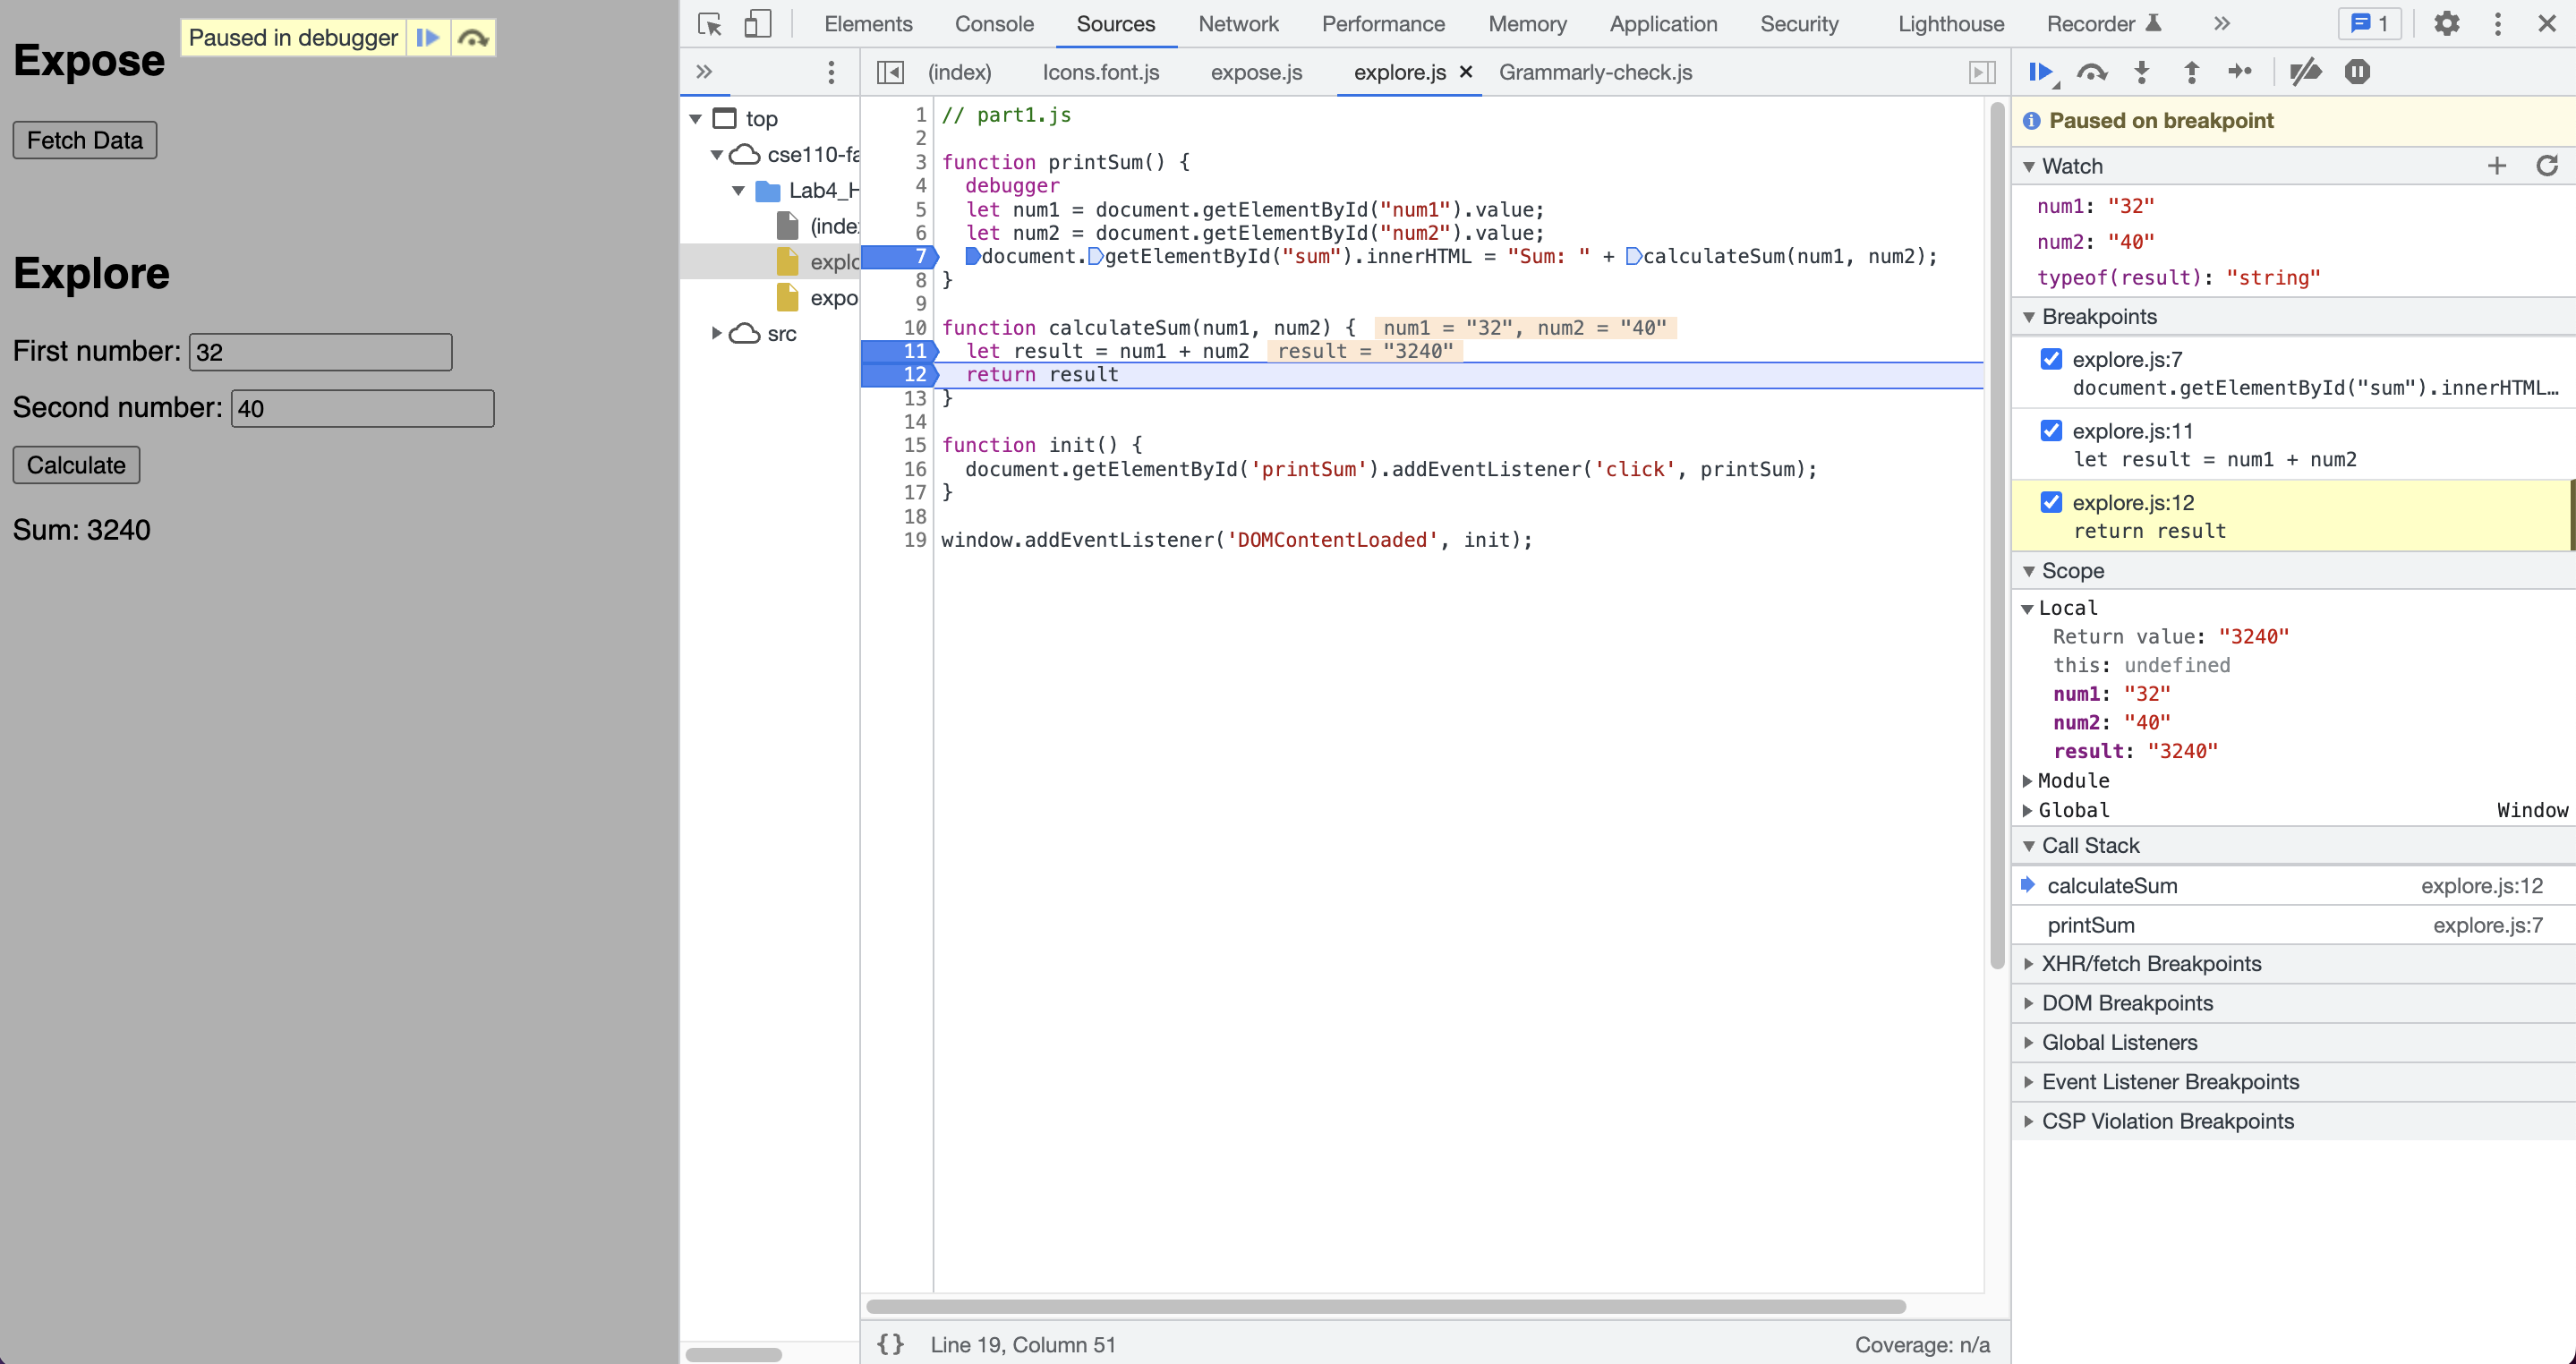 Expose
Paused in debugger
Fetch Data
Explore
First number: 32
Second number: 40
Calculate
Sum: 3240
Elements Console Sources Network Performance Memory Application Security Lighthouse Recorder 1
(index) Icons.font.js expose.js explore.js Grammarly-check.js
top
cse110-fa
Lab4_H
(inde
explo
expo
src
1 // part1.js
2
3 function printSum() {
4 debugger
5 let num1 = document.getElementById("num1").value;
6 let num2 = document.getElementById("num2").value;
7 document.getElementById("sum").innerHTML = "Sum: " + calculateSum(num1, num2);
8 }
9
10 function calculateSum(num1, num2) { num1 = "32", num2 = "40"
11 let result = num1 + num2 result = "3240"
12 return result
13 }
14
15 function init() {
16 document.getElementById('printSum').addEventListener('click', printSum);
17 }
18
19 window.addEventListener('DOMContentLoaded', init);
{} Line 19, Column 51 Coverage: n/a
Paused on breakpoint
Watch
num1: "32"
num2: "40"
typeof(result): "string"
Breakpoints
explore.js:7
document.getElementById("sum").innerHTML…
explore.js:11
let result = num1 + num2
explore.js:12
return result
Scope
Local
Return value: "3240"
this: undefined
num1: "32"
num2: "40"
result: "3240"
Module
Global Window
Call Stack
calculateSum explore.js:12
printSum explore.js:7
XHR/fetch Breakpoints
DOM Breakpoints
Global Listeners
Event Listener Breakpoints
CSP Violation Breakpoints